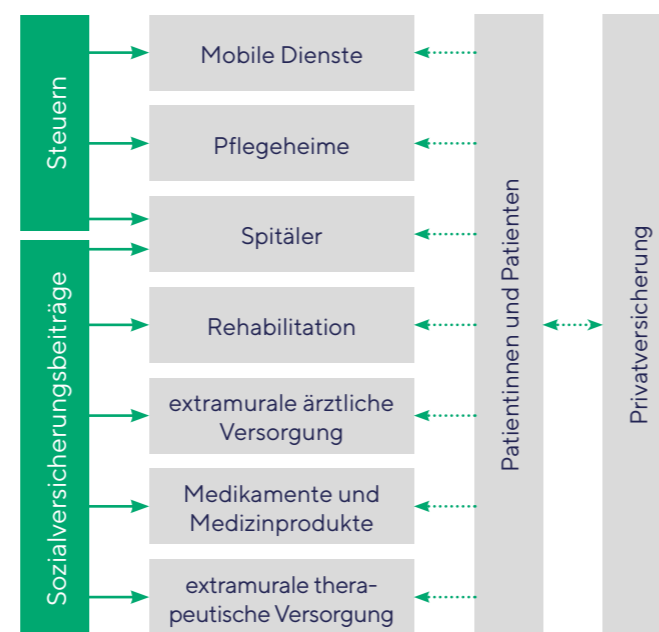 Steuern
Sozialversicherungsbeiträge
Mobile Dienste
Pflegeheime
Spitäler
Rehabilitation
extramurale ärztliche
Versorgung
Medikamente und
Medizinprodukte
extramurale thera-
peutische Versorgung
Patientinnen und Patienten
Privatversicherung